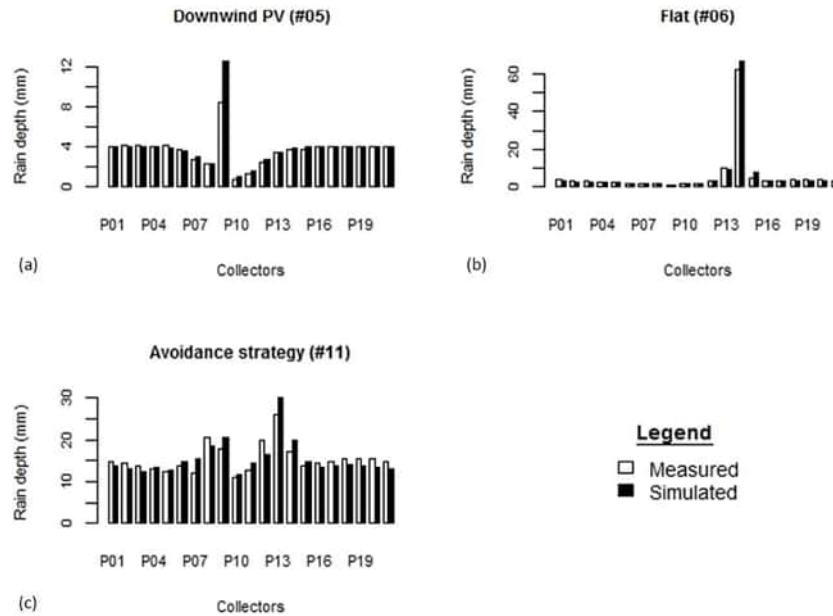 Downwind PV (#05)
Rain depth (mm)
0 4 8 12
P01 P04 P07 P10 P13 P16 P19
(a)
Collectors
Flat (#06)
Rain depth (mm)
0 20 40 60
P01 P04 P07 P10 P13 P16 P19
(b)
Collectors
Avoidance strategy (#11)
Rain depth (mm)
0 10 20 30
P01 P04 P07 P10 P13 P16 P19
(c)
Collectors
Legend
Measured
Simulated